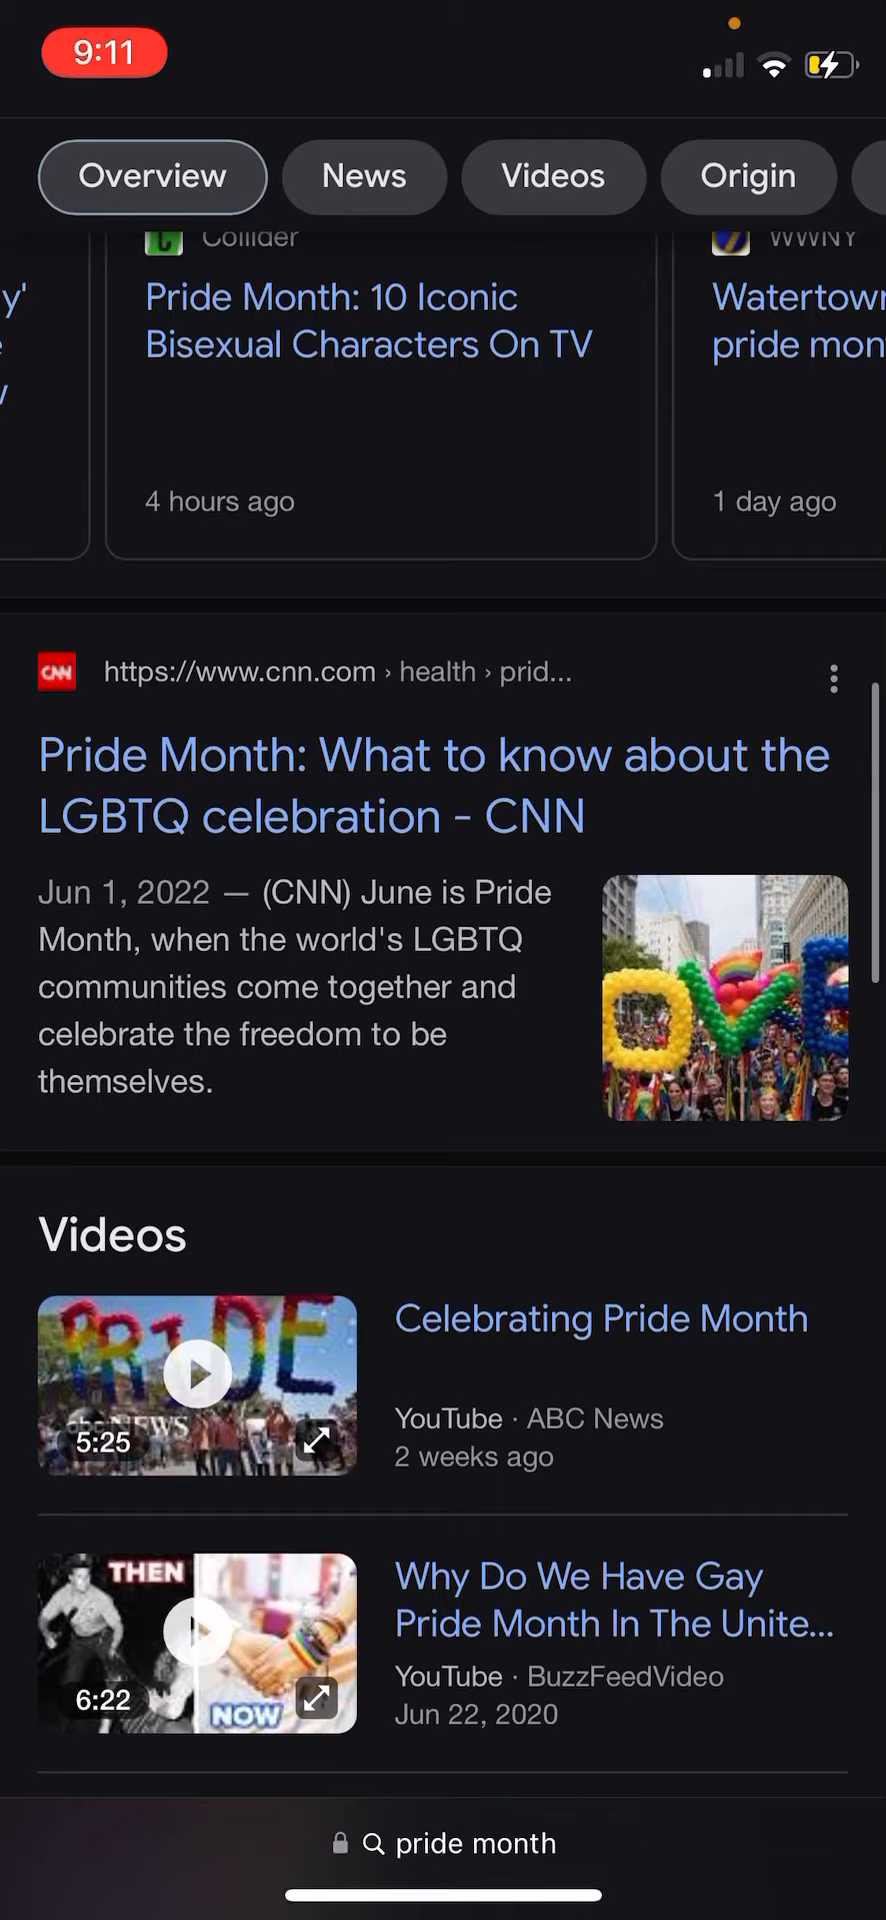 9:11
Overview News Videos Origin
y'
Collider
Pride Month: 10 Iconic
Bisexual Characters On TV
4 hours ago
WWNY
pride mon
1 day ago
CNN
https://www.cnn.com › health › prid...
Pride Month: What to know about the
LGBTQ celebration - CNN
Jun 1, 2022 — (CNN) June is Pride
Month, when the world's LGBTQ
communities come together and
celebrate the freedom to be
themselves.
OVE
Videos
PRIDE
abc NEWS
5:25
Celebrating Pride Month
YouTube · ABC News
2 weeks ago
THEN
NOW
6:22
Why Do We Have Gay
Pride Month In The Unite...
YouTube · BuzzFeedVideo
Jun 22, 2020
pride month